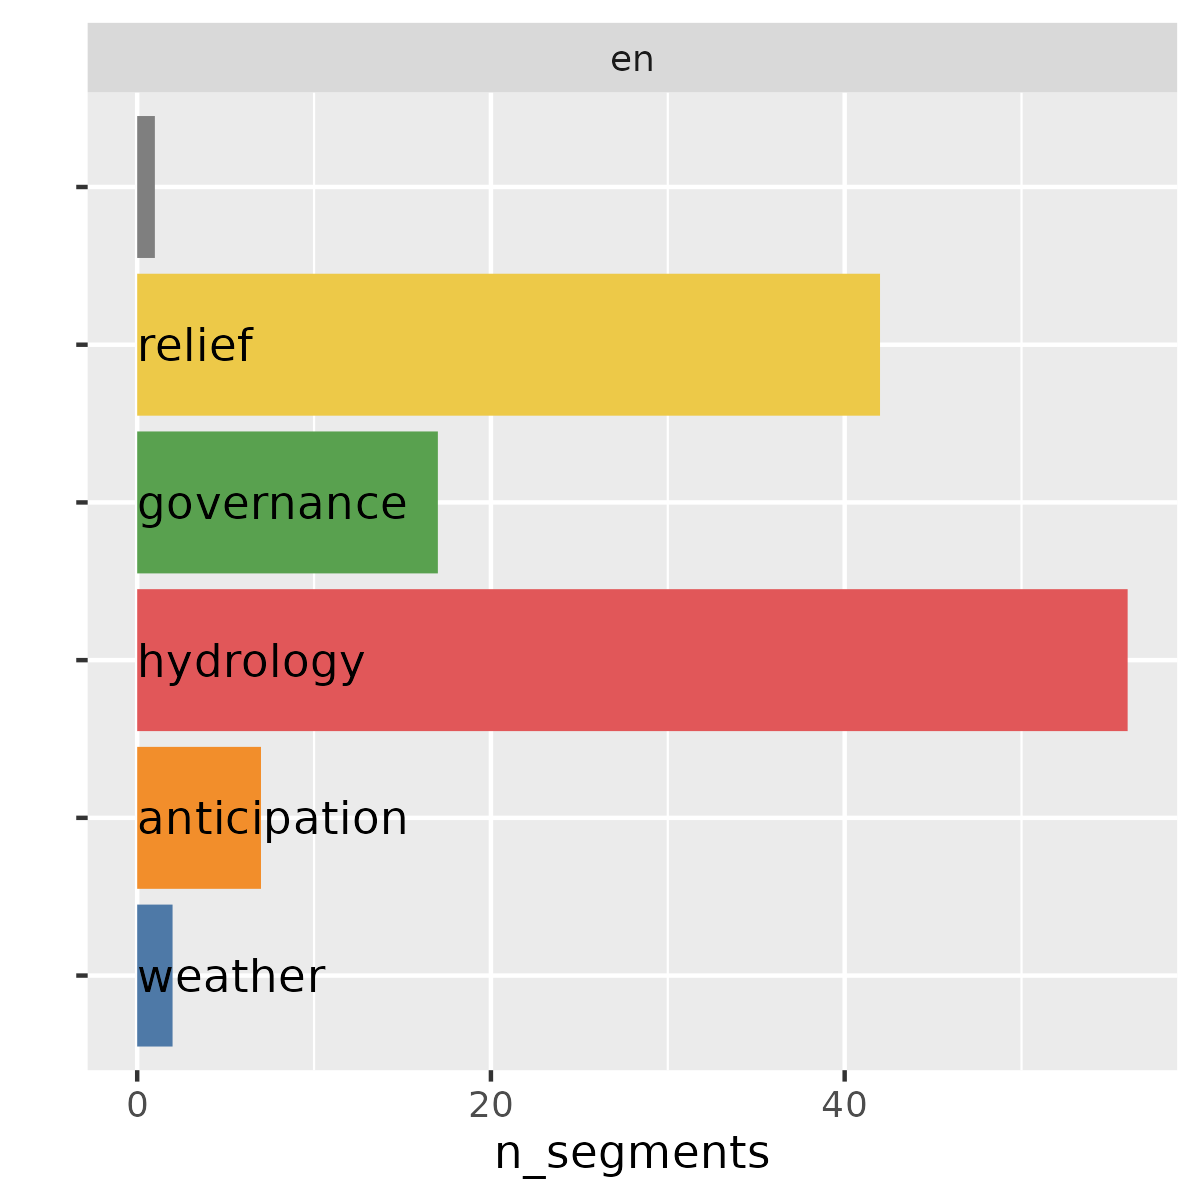 en
relief
governance
hydrology
anticipation
weather
0 20 40
n_segments